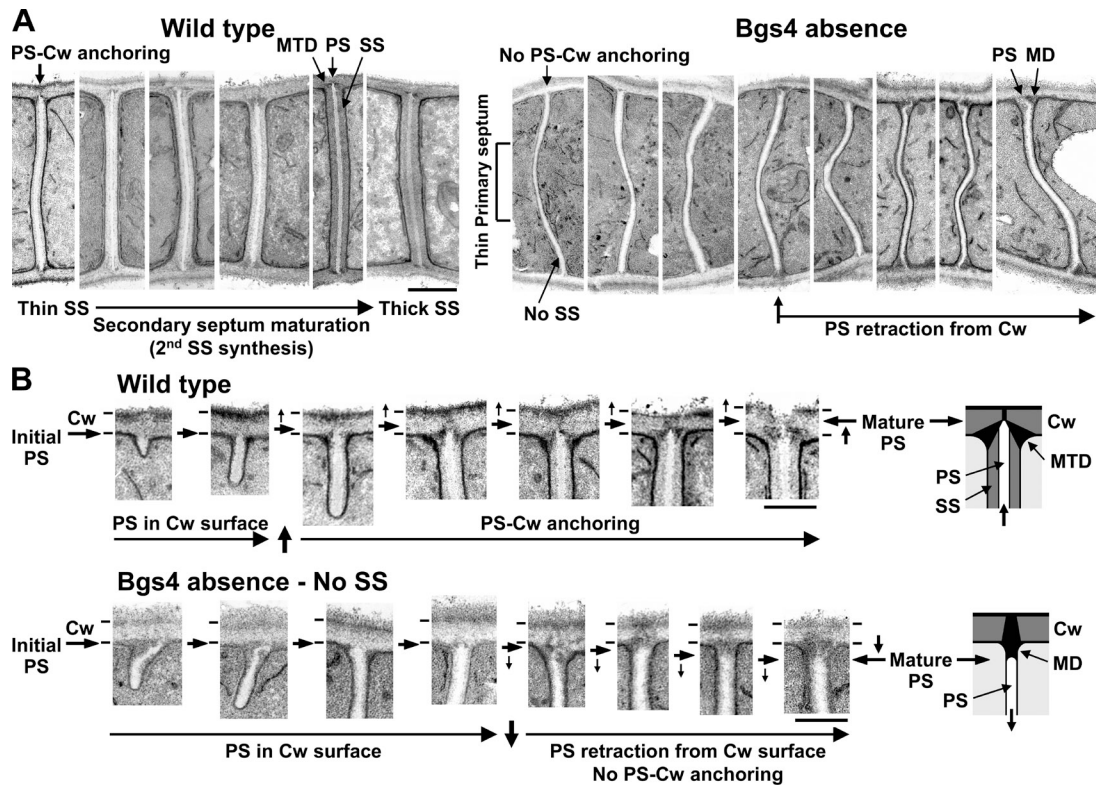 A
Wild type
Bgs4 absence
PS-Cw anchoring
MTD PS SS
No PS-Cw anchoring
PS MD
Thin Primary septum
No SS
Thin SS
Thick SS
Secondary septum maturation
(2nd SS synthesis)
PS retraction from Cw
B
Wild type
Cw
Initial
PS
Mature
PS
Cw
MTD
PS
SS
PS in Cw surface
PS-Cw anchoring
Bgs4 absence - No SS
Cw
Initial
PS
Mature
PS
Cw
MD
PS
PS in Cw surface
PS retraction from Cw surface
No PS-Cw anchoring